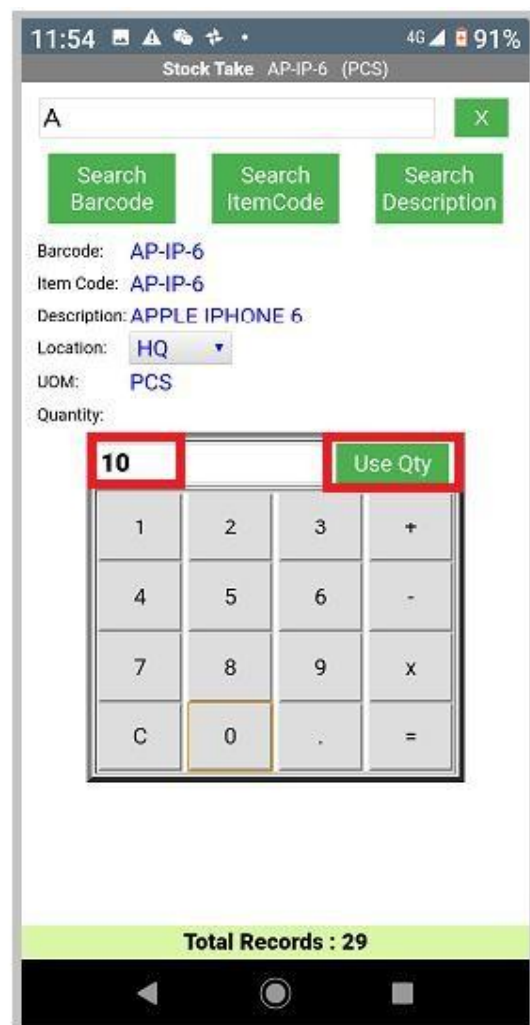 11:54 4G 91%
Stock Take AP-IP-6 (PCS)
A X
Search Barcode
Search ItemCode
Search Description
Barcode: AP-IP-6
Item Code: AP-IP-6
Description: APPLE IPHONE 6
Location: HQ
UOM: PCS
Quantity:
10 Use Qty
1 2 3 +
4 5 6 -
7 8 9 x
C 0 . =
Total Records : 29